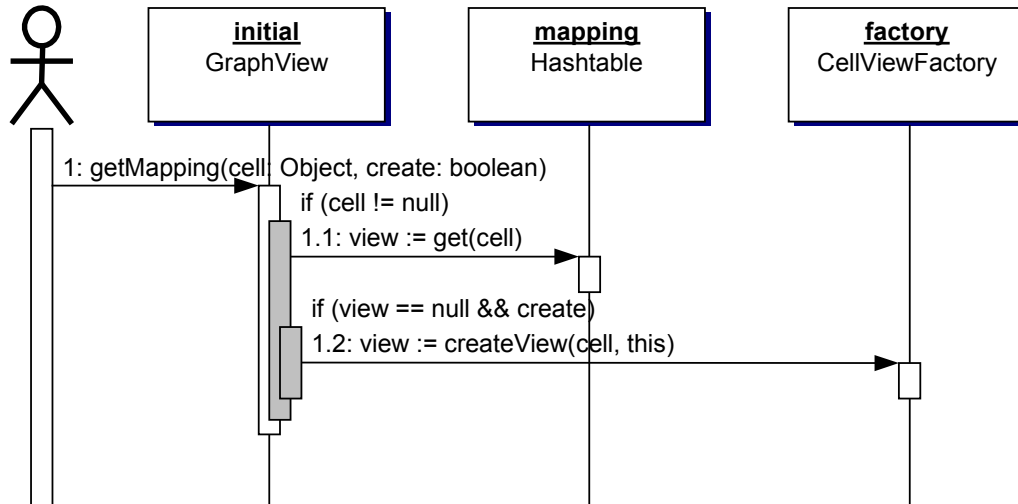 initial
GraphView
mapping
Hashtable
factory
CellViewFactory
1: getMapping(cell: Object, create: boolean)
if (cell != null)
1.1: view := get(cell)
if (view == null && create)
1.2: view := createView(cell, this)